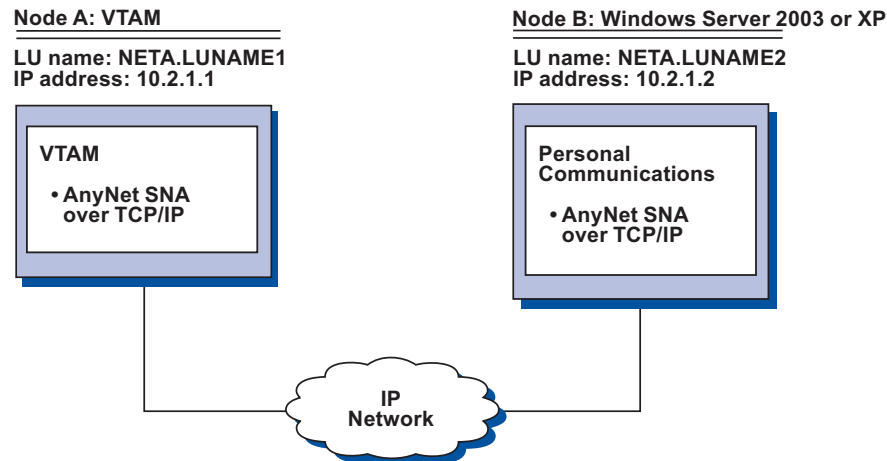 Node A: VTAM
LU name: NETA.LUNAME1
IP address: 10.2.1.1
VTAM
• AnyNet SNA
over TCP/IP
Node B: Windows Server 2003 or XP
LU name: NETA.LUNAME2
IP address: 10.2.1.2
Personal
Communications
• AnyNet SNA
over TCP/IP
IP
Network